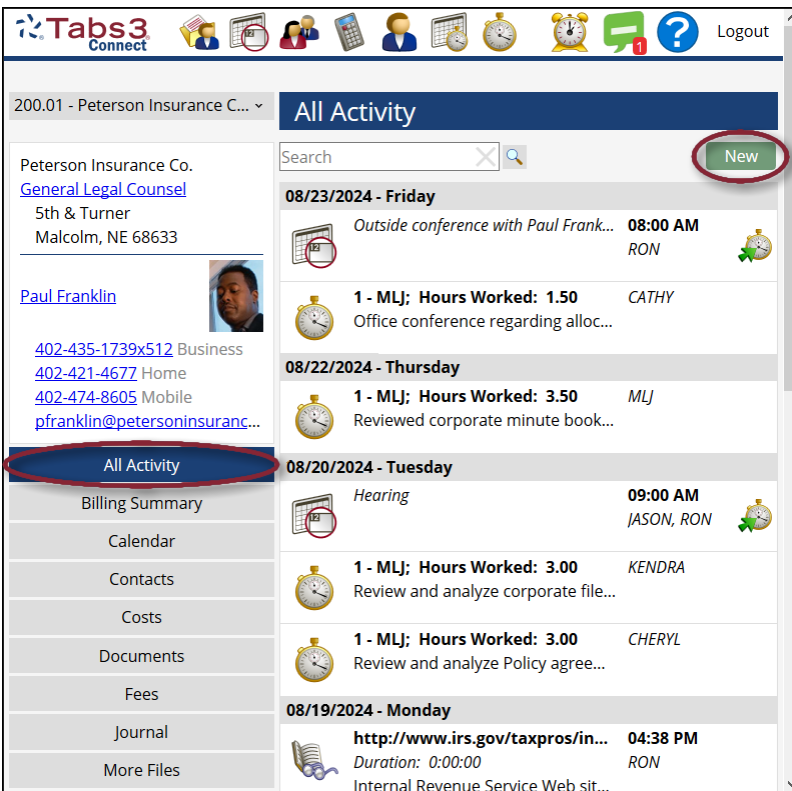 Tabs3
Connect
1
?
Logout
200.01 - Peterson Insurance C...
All Activity
Peterson Insurance Co.
General Legal Counsel
5th & Turner
Malcolm, NE 68633
Paul Franklin
402-435-1739x512 Business
402-421-4677 Home
402-474-8605 Mobile
pfranklin@petersoninsuranc...
All Activity
Billing Summary
Calendar
Contacts
Costs
Documents
Fees
Journal
More Files
Search
New
08/23/2024 - Friday
12
Outside conference with Paul Frank... 08:00 AM
RON
1 - MLJ; Hours Worked: 1.50 CATHY
Office conference regarding alloc...
08/22/2024 - Thursday
1 - MLJ; Hours Worked: 3.50 MLJ
Reviewed corporate minute book...
08/20/2024 - Tuesday
12
Hearing 09:00 AM
JASON, RON
1 - MLJ; Hours Worked: 3.00 KENDRA
Review and analyze corporate file...
1 - MLJ; Hours Worked: 3.00 CHERYL
Review and analyze Policy agree...
08/19/2024 - Monday
http://www.irs.gov/taxpros/in... 04:38 PM
Duration: 0:00:00 RON
Internal Revenue Service Web sit...